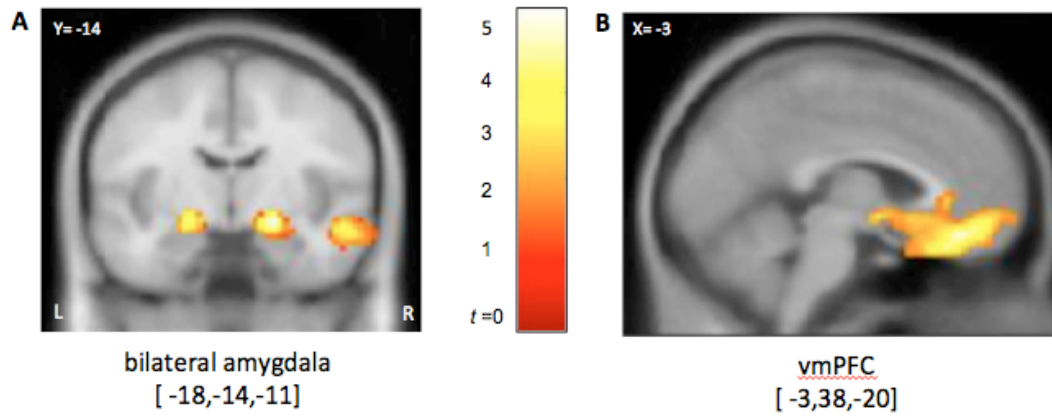 A
Y= -14
L
R
bilateral amygdala
[ -18,-14,-11]
5
4
3
2
1
t =0
B
X= -3
vmPFC
[ -3,38,-20]